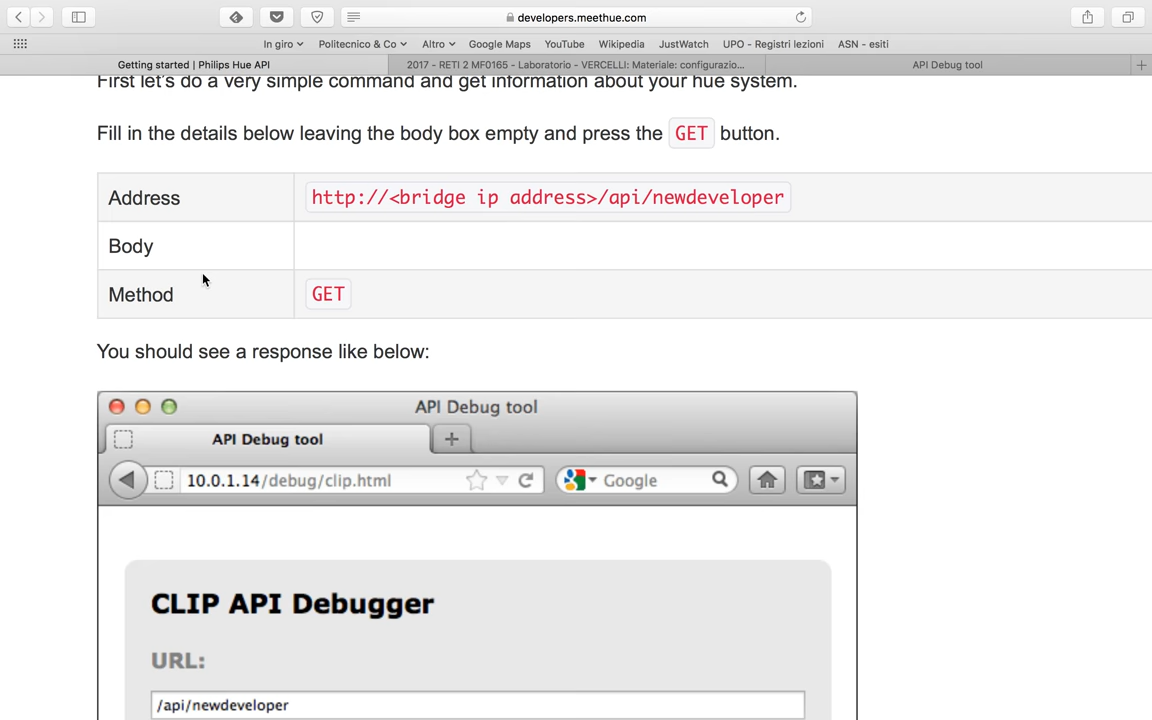 developers.meethue.com
In giro Politecnico & Co Altro Google Maps YouTube Wikipedia JustWatch UPO - Registri lezioni ASN - esiti
Getting started | Philips Hue API 2017 - RETI 2 MF0165 - Laboratorio - VERCELLI: Materiale: configurazio... API Debug tool
First let's do a very simple command and get information about your hue system.
Fill in the details below leaving the body box empty and press the GET button.
Address http://<bridge ip address>/api/newdeveloper
Body
Method GET
You should see a response like below:
API Debug tool
API Debug tool
10.0.1.14/debug/clip.html Google
CLIP API Debugger
URL:
/api/newdeveloper